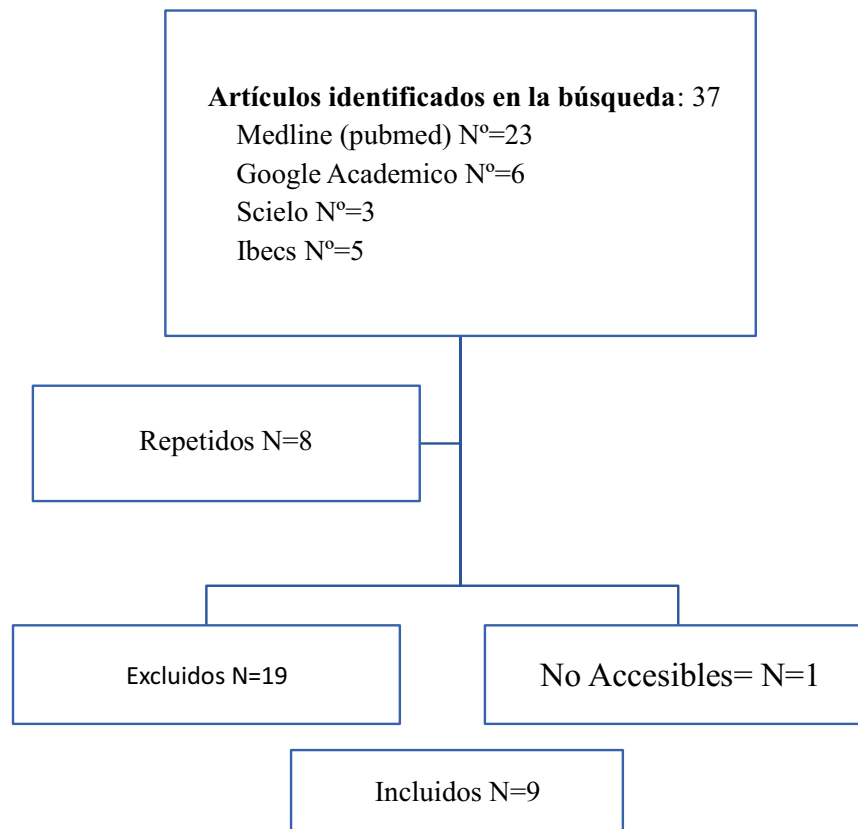 Artículos identificados en la búsqueda: 37
Medline (pubmed) Nº=23
Google Academico Nº=6
Scielo Nº=3
Ibecs Nº=5
Repetidos N=8
Excluidos N=19
No Accesibles= N=1
Incluidos N=9